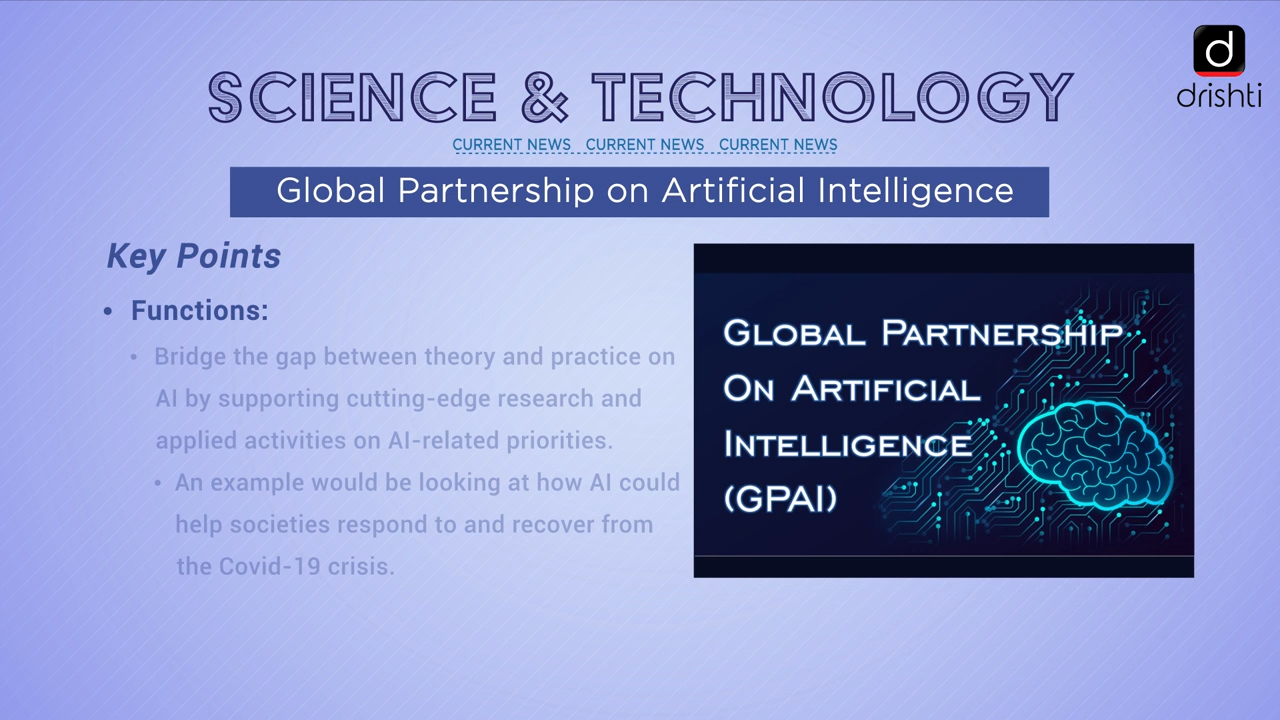 d
drishti
SCIENCE & TECHNOLOGY
CURRENT NEWS CURRENT NEWS CURRENT NEWS
Global Partnership on Artificial Intelligence
Key Points
• Functions:
• Bridge the gap between theory and practice on
AI by supporting cutting-edge research and
applied activities on AI-related priorities.
• An example would be looking at how AI could
help societies respond to and recover from
the Covid-19 crisis.
GLOBAL PARTNERSHIP
ON ARTIFICIAL
INTELLIGENCE
(GPAI)